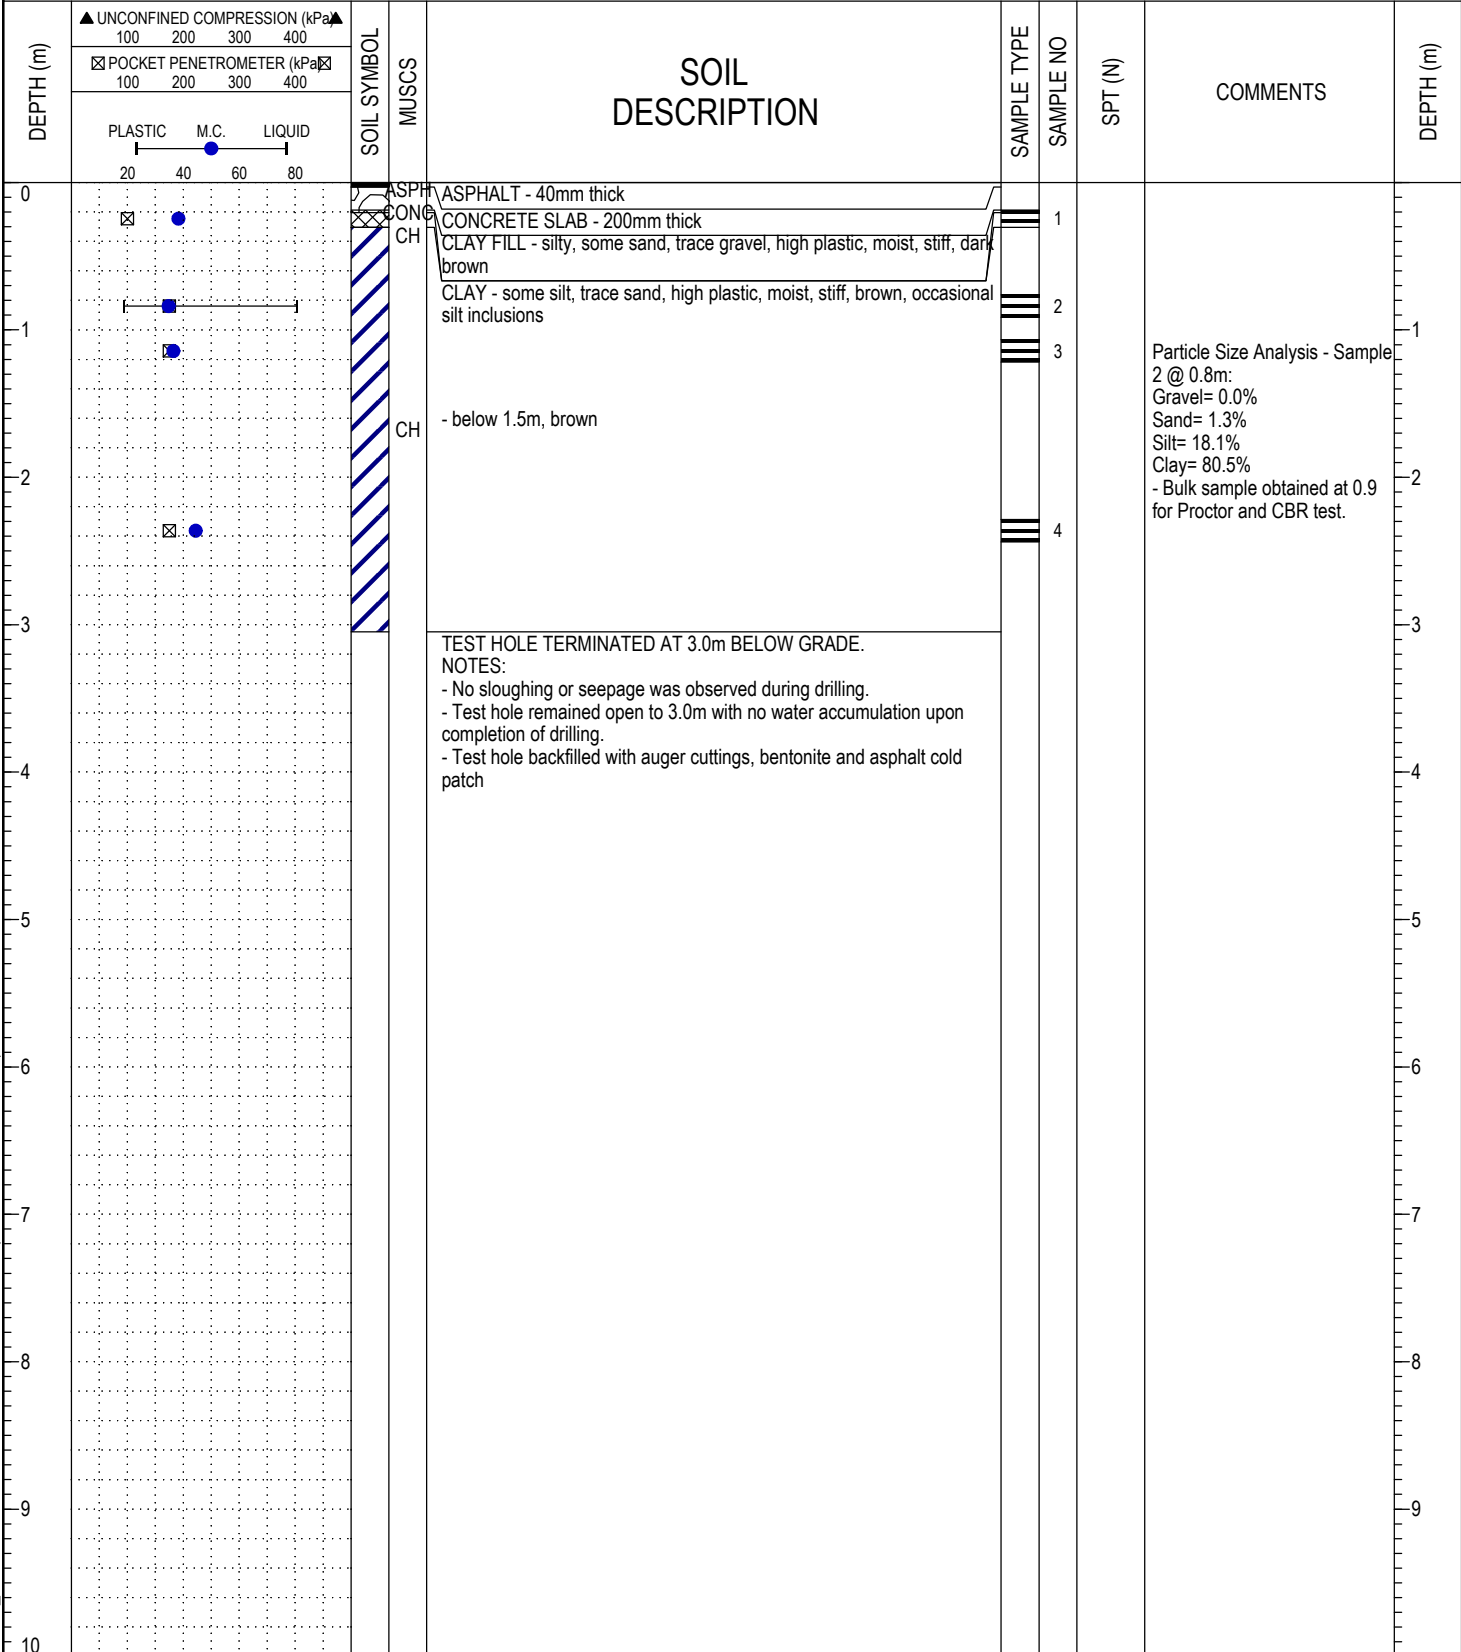 DEPTH (m)
▲ UNCONFINED COMPRESSION (kPa) ▲
100 200 300 400
POCKET PENETROMETER (kPa)
100 200 300 400
PLASTIC M.C. LIQUID
20 40 60 80
SOIL SYMBOL
MUSCS
SOIL
DESCRIPTION
SAMPLE TYPE
SAMPLE NO
SPT (N)
COMMENTS
DEPTH (m)
0
ASPH
ASPHALT - 40mm thick
CONC
CONCRETE SLAB - 200mm thick
1
CH
CLAY FILL - silty, some sand, trace gravel, high plastic, moist, stiff, dark
brown
CLAY - some silt, trace sand, high plastic, moist, stiff, brown, occasional
silt inclusions
2
1
1
3
Particle Size Analysis - Sample
2 @ 0.8m:
Gravel= 0.0%
Sand= 1.3%
Silt= 18.1%
Clay= 80.5%
- Bulk sample obtained at 0.9
for Proctor and CBR test.
- below 1.5m, brown
CH
2
2
4
3
3
TEST HOLE TERMINATED AT 3.0m BELOW GRADE.
NOTES:
- No sloughing or seepage was observed during drilling.
- Test hole remained open to 3.0m with no water accumulation upon
completion of drilling.
- Test hole backfilled with auger cuttings, bentonite and asphalt cold
patch
4
4
5
5
6
6
7
7
8
8
9
9
10